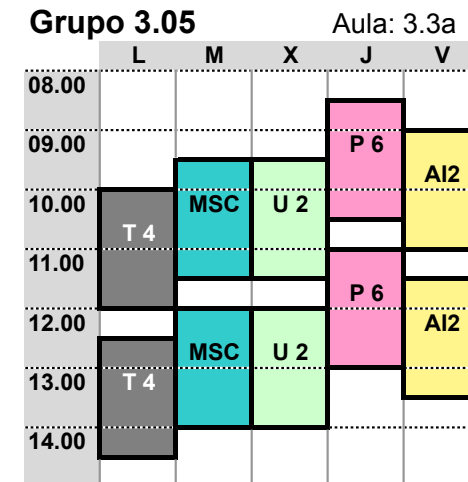 Grupo 3.05 Aula: 3.3a
L M X J V
08.00
09.00 P 6
AI2
10.00 MSC U 2
T 4
11.00
P 6
12.00 AI2
MSC U 2
13.00 T 4
14.00